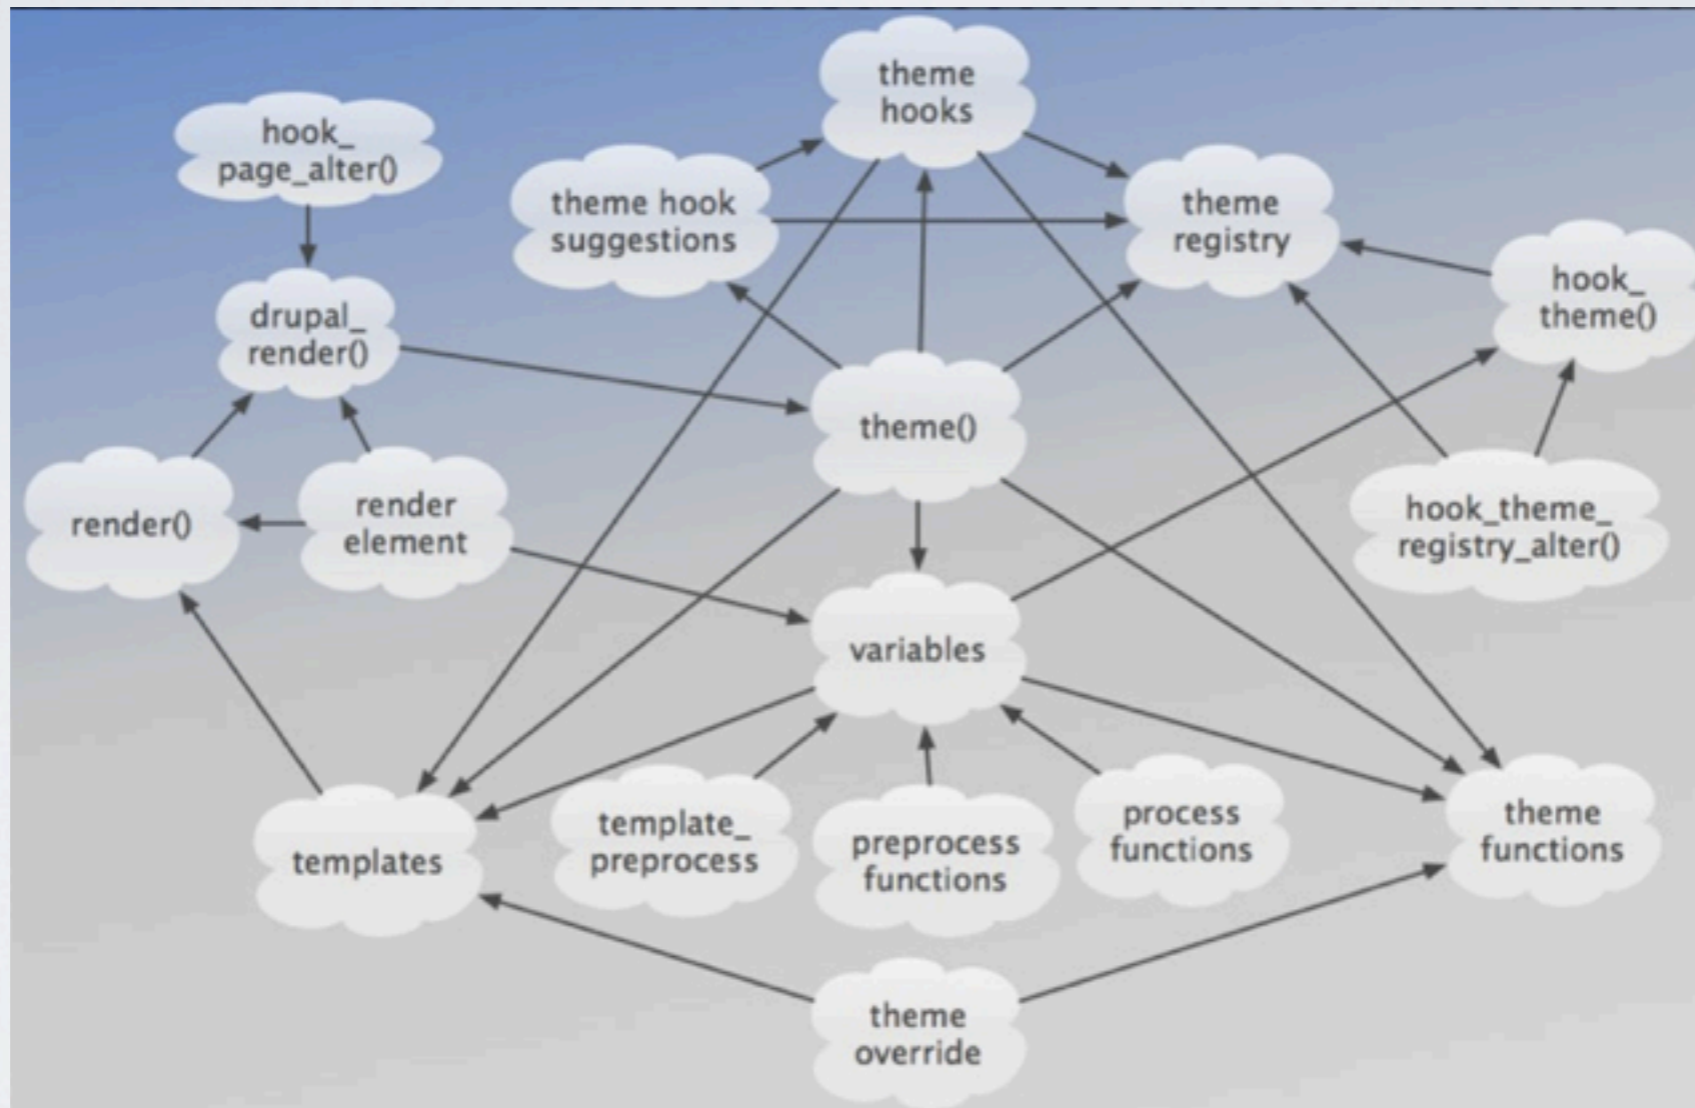 theme
hooks
hook_
page_alter()
theme hook
suggestions
theme
registry
hook_
theme()
drupal_
render()
theme()
render()
render
element
hook_theme_
registry_alter()
variables
templates
template_
preprocess
preprocess
functions
process
functions
theme
functions
theme
override